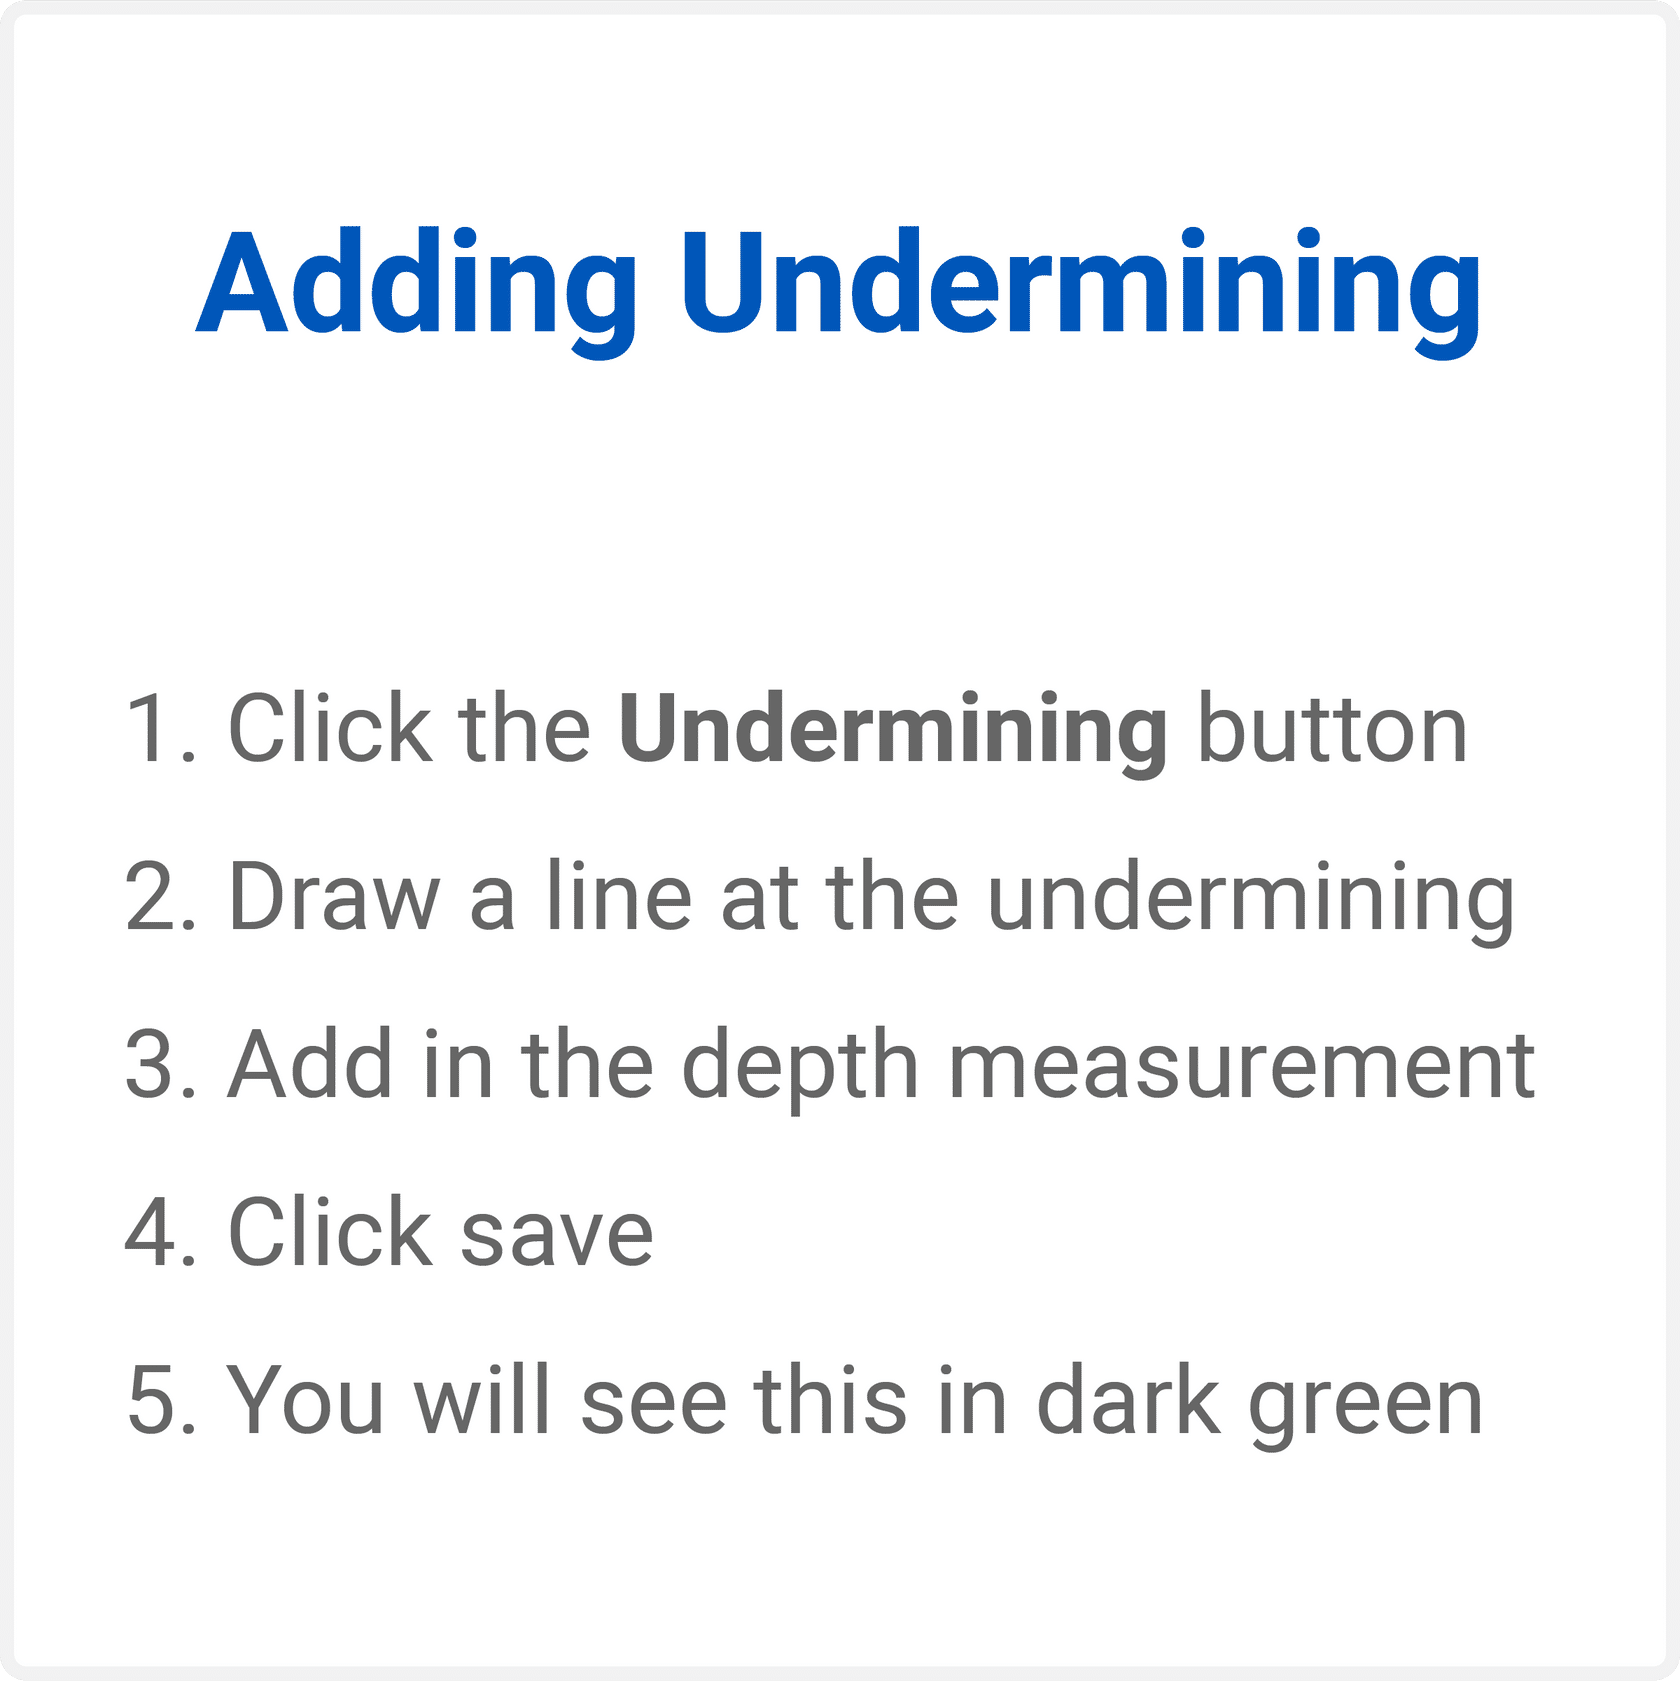 Adding Undermining
1. Click the Undermining button
2. Draw a line at the undermining
3. Add in the depth measurement
4. Click save
5. You will see this in dark green